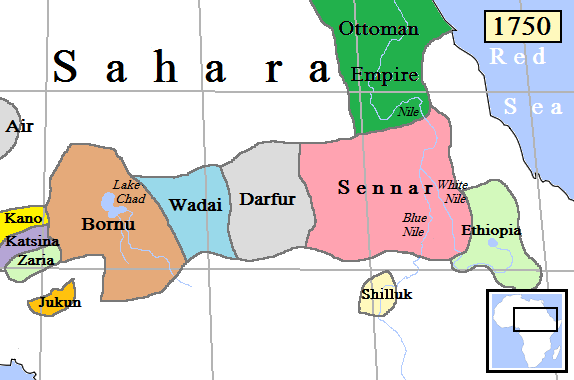 1750
Ottoman
Empire
Red
Sea
Sahara
Nile
Air
Lake
Chad
Bornu
Wadai
Darfur
Sennar
White
Nile
Blue
Nile
Ethiopia
Kano
Katsina
Zaria
Jukun
Shilluk